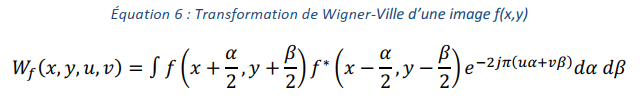 Équation 6 : Transformation de Wigner-Ville d'une image f(x,y)
W_f(x, y, u, v) = ∫ f(x + α/2, y + β/2) f*(x − α/2, y − β/2) e^{−2jπ(uα+vβ)} dα dβ